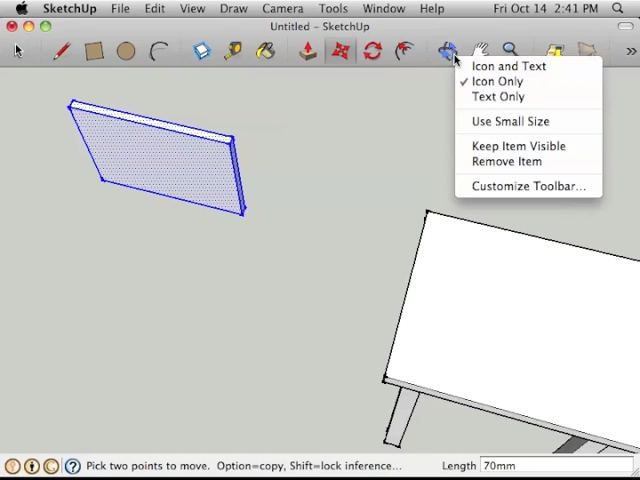 SketchUp File Edit View Camera Draw Tools Window Help Fri Oct 14 2:41 PM
Untitled - SketchUp
Icon and Text
✓ Icon Only
Text Only
Use Small Size
Keep Item Visible
Remove Item
Customize Toolbar...
Pick two points to move. Option=copy, Shift=lock inference... Length 70mm